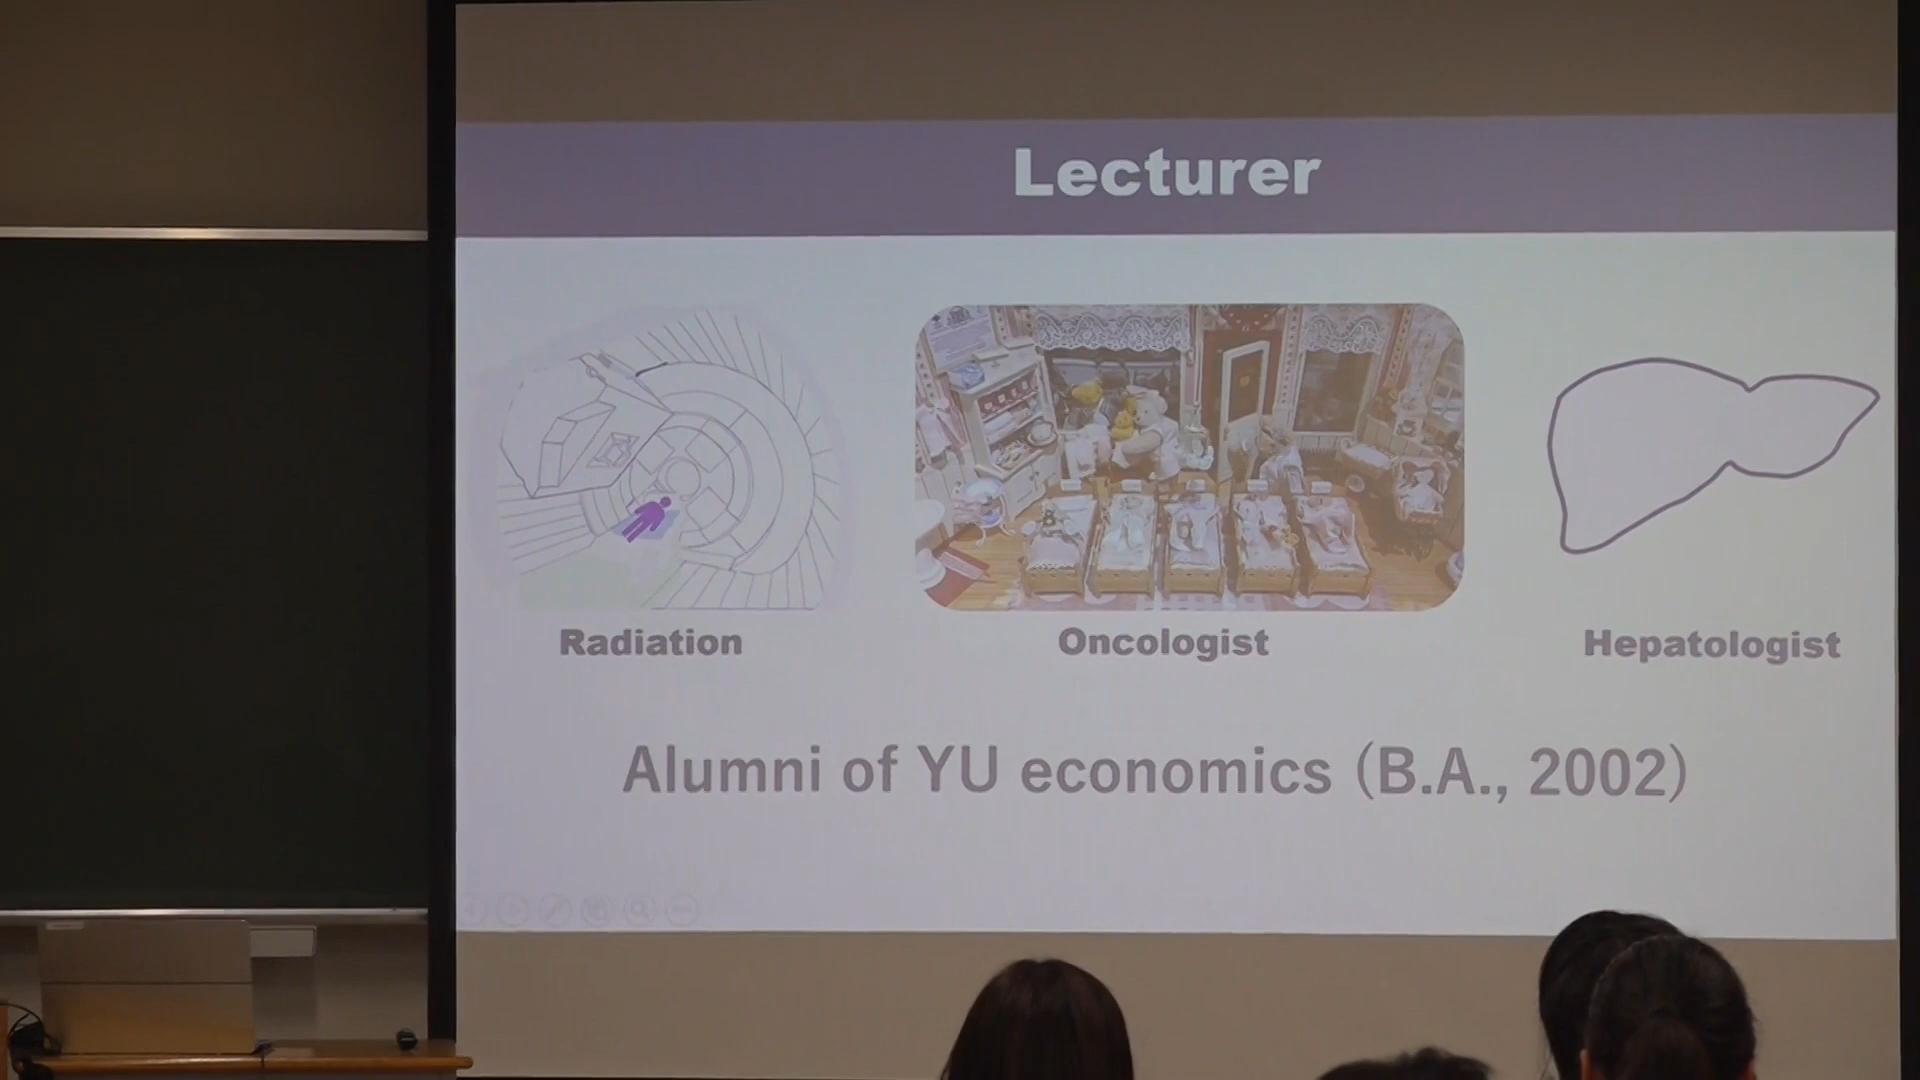 Lecturer
Radiation
Oncologist
Hepatologist
Alumni of YU economics (B.A., 2002)